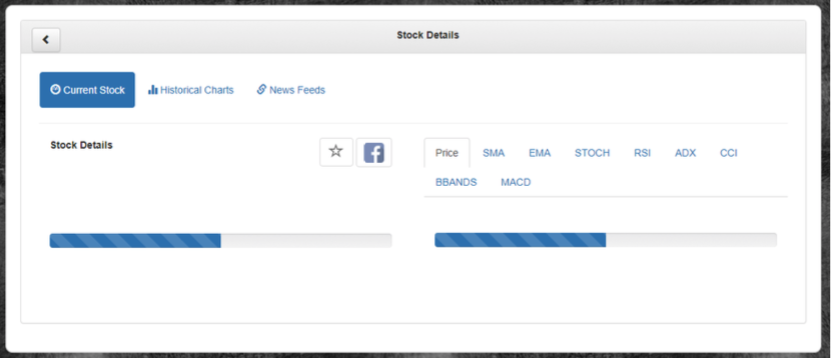 Stock Details
Current Stock Historical Charts News Feeds
Stock Details
Price SMA EMA STOCH RSI ADX CCI
BBANDS MACD